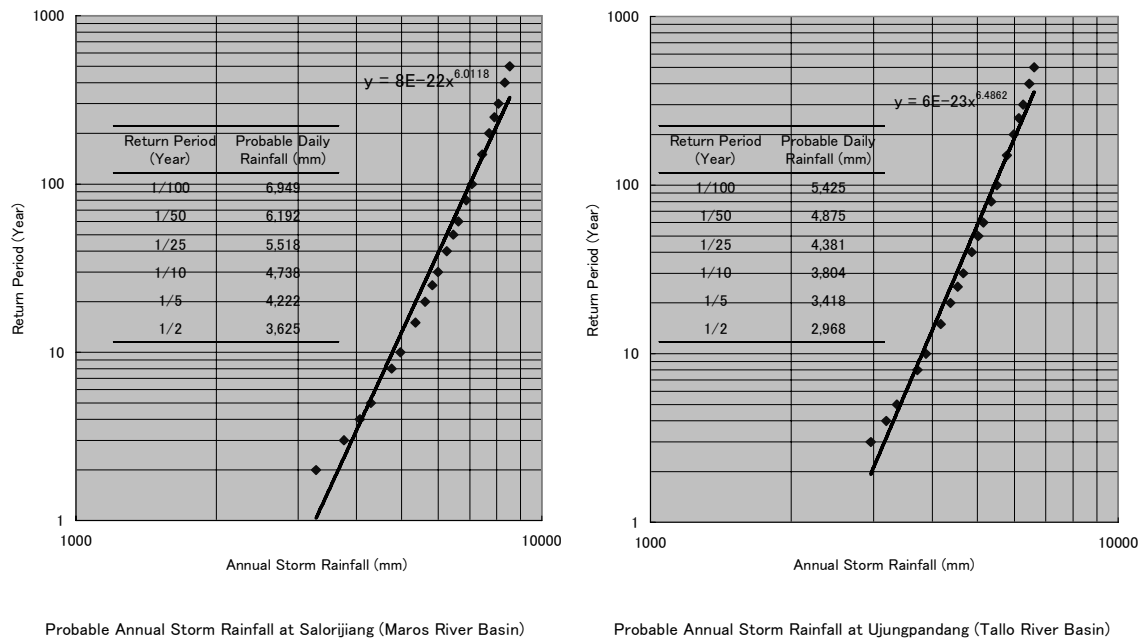 1000
100
10
1
1000
10000
Return Period (Year)
Annual Storm Rainfall (mm)
y = 8E-22x^6.0118
Return Period (Year) Probable Daily Rainfall (mm)
1/100 6,949
1/50 6,192
1/25 5,518
1/10 4,738
1/5 4,222
1/2 3,625
Probable Annual Storm Rainfall at Salorijiang (Maros River Basin)
1000
100
10
1
1000
10000
Return Period (Year)
Annual Storm Rainfall (mm)
y = 6E-23x^6.4862
Return Period (Year) Probable Daily Rainfall (mm)
1/100 5,425
1/50 4,875
1/25 4,381
1/10 3,804
1/5 3,418
1/2 2,968
Probable Annual Storm Rainfall at Ujungpandang (Tallo River Basin)